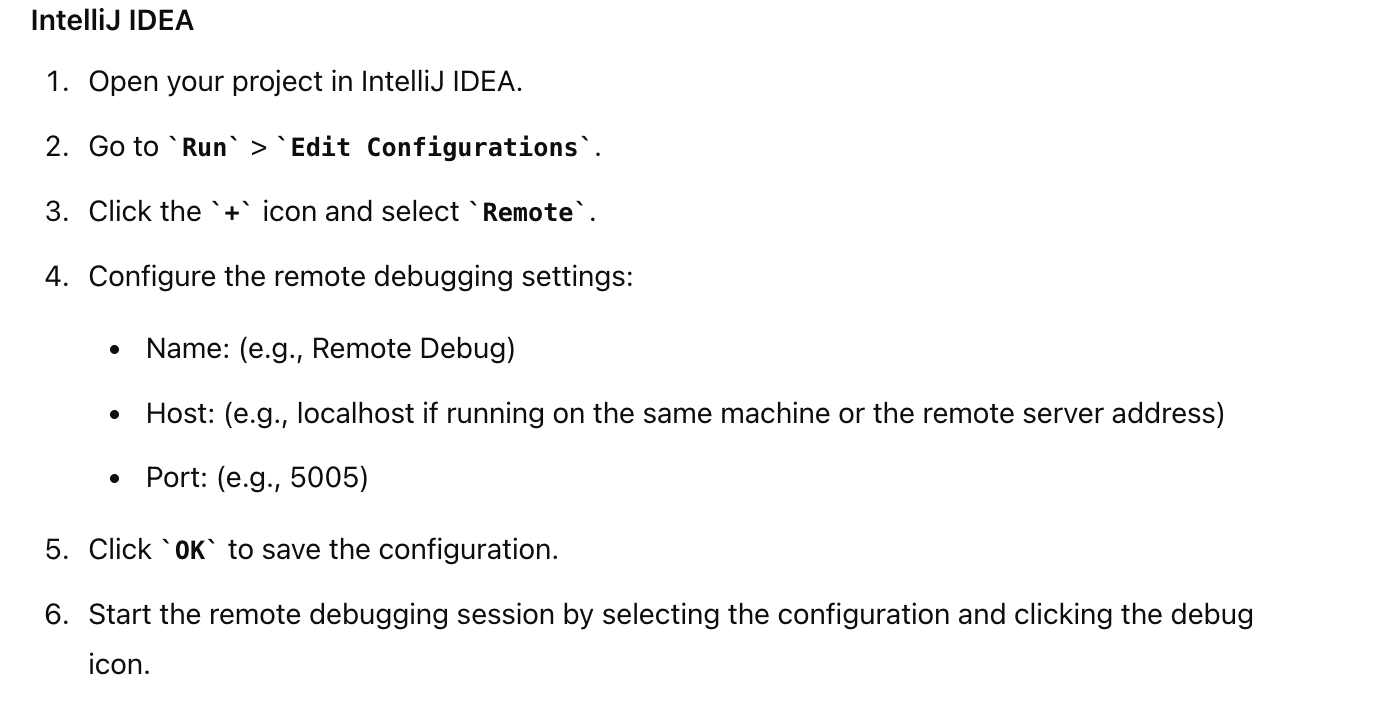 IntelliJ IDEA
1. Open your project in IntelliJ IDEA.
2. Go to `Run` > `Edit Configurations`.
3. Click the `+` icon and select `Remote`.
4. Configure the remote debugging settings:
• Name: (e.g., Remote Debug)
• Host: (e.g., localhost if running on the same machine or the remote server address)
• Port: (e.g., 5005)
5. Click `OK` to save the configuration.
6. Start the remote debugging session by selecting the configuration and clicking the debug
icon.